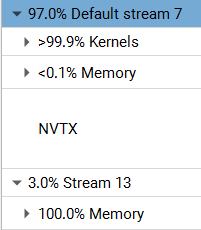 97.0% Default stream 7
>99.9% Kernels
<0.1% Memory
NVTX
3.0% Stream 13
100.0% Memory